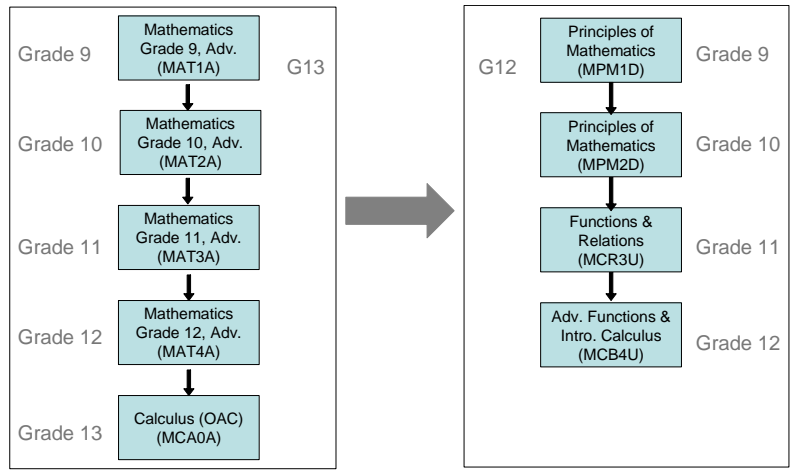 Grade 9
Mathematics
Grade 9, Adv.
(MAT1A)
G13
Grade 10
Mathematics
Grade 10, Adv.
(MAT2A)
Grade 11
Mathematics
Grade 11, Adv.
(MAT3A)
Grade 12
Mathematics
Grade 12, Adv.
(MAT4A)
Grade 13
Calculus (OAC)
(MCA0A)
G12
Principles of
Mathematics
(MPM1D)
Grade 9
Principles of
Mathematics
(MPM2D)
Grade 10
Functions &
Relations
(MCR3U)
Grade 11
Adv. Functions &
Intro. Calculus
(MCB4U)
Grade 12